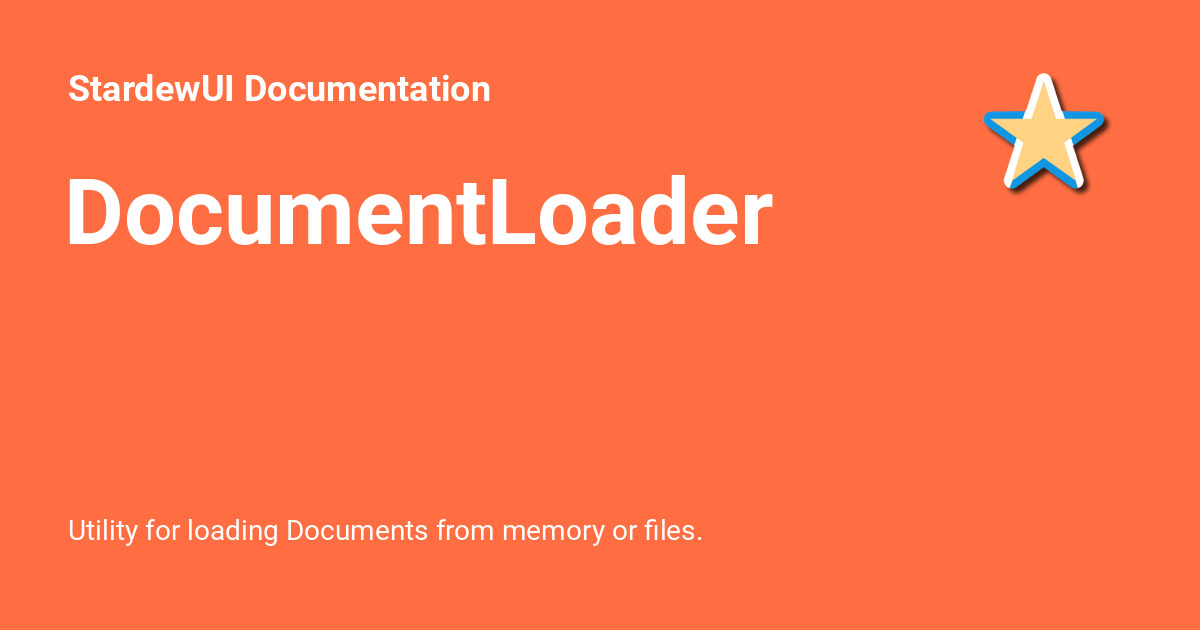 StardewUI Documentation
DocumentLoader
Utility for loading Documents from memory or files.